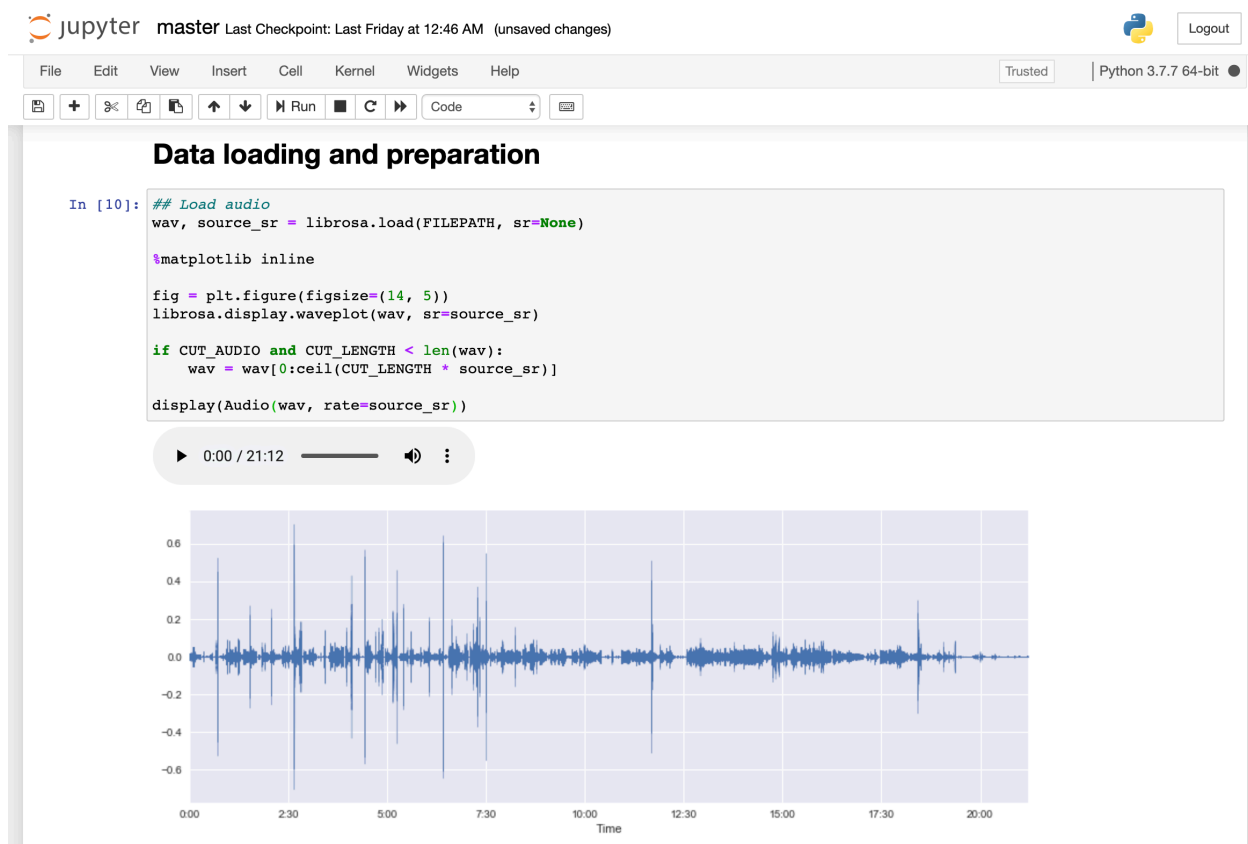 jupyter master Last Checkpoint: Last Friday at 12:46 AM (unsaved changes)
Logout
File Edit View Insert Cell Kernel Widgets Help
Trusted
Python 3.7.7 64-bit
Run
Code
Data loading and preparation
In [10]:
## Load audio
wav, source_sr = librosa.load(FILEPATH, sr=None)
%matplotlib inline
fig = plt.figure(figsize=(14, 5))
librosa.display.waveplot(wav, sr=source_sr)
if CUT_AUDIO and CUT_LENGTH < len(wav):
    wav = wav[0:ceil(CUT_LENGTH * source_sr)]
display(Audio(wav, rate=source_sr))
0:00 / 21:12
0.6
0.4
0.2
0.0
−0.2
−0.4
−0.6
0:00 2:30 5:00 7:30 10:00 12:30 15:00 17:30 20:00
Time